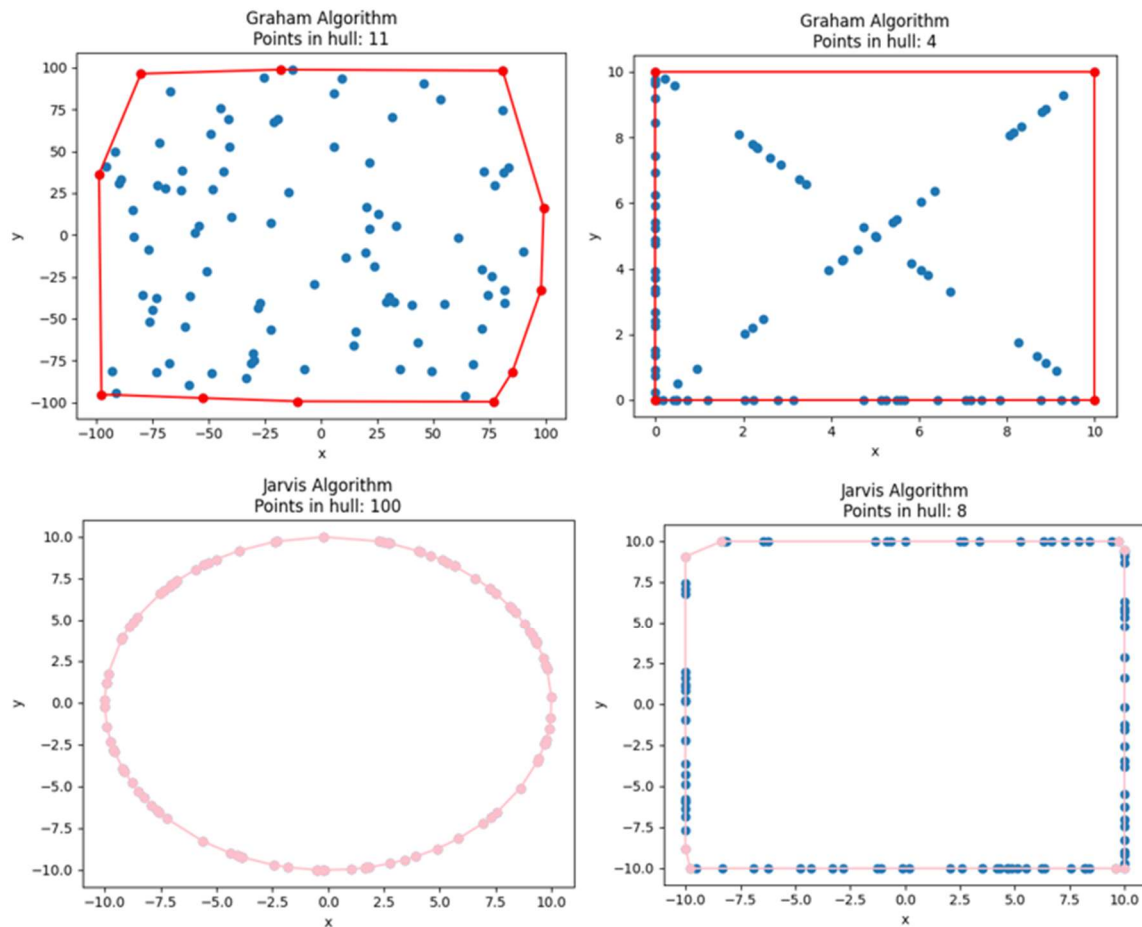 Graham Algorithm
Points in hull: 11
100
75
50
25
0
−25
−50
−75
−100
y
−100 −75 −50 −25 0 25 50 75 100
x
Graham Algorithm
Points in hull: 4
10
8
6
4
2
0
y
0 2 4 6 8 10
x
Jarvis Algorithm
Points in hull: 100
10.0
7.5
5.0
2.5
0.0
−2.5
−5.0
−7.5
−10.0
y
−10.0 −7.5 −5.0 −2.5 0.0 2.5 5.0 7.5 10.0
x
Jarvis Algorithm
Points in hull: 8
10.0
7.5
5.0
2.5
0.0
−2.5
−5.0
−7.5
−10.0
y
−10.0 −7.5 −5.0 −2.5 0.0 2.5 5.0 7.5 10.0
x